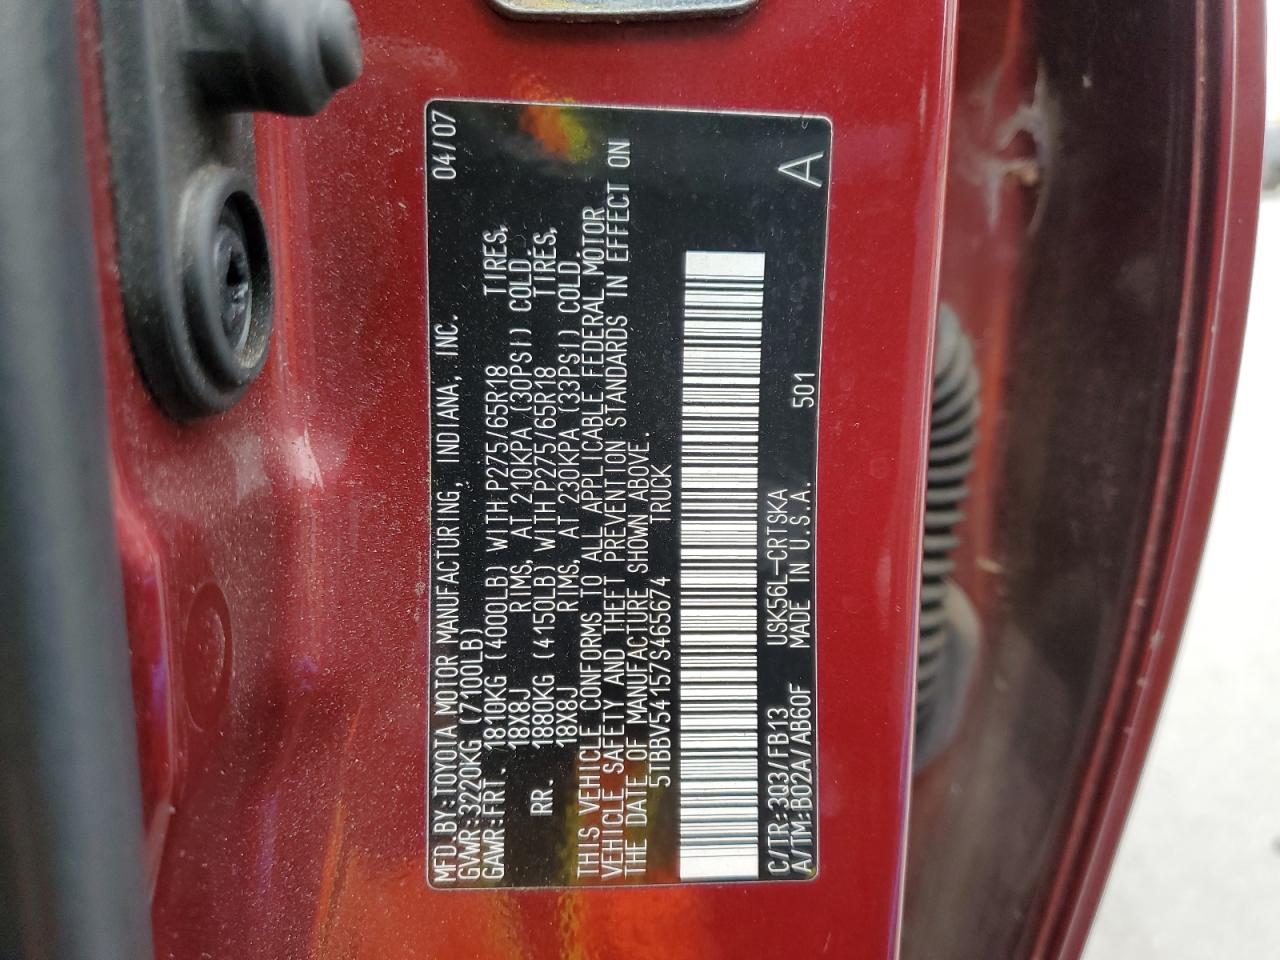 MFD.BY:TOYOTA MOTOR MANUFACTURING, INDIANA, INC. 04/07
GVWR:3220KG (7100LB)
GAWR:FRT. 1810KG (4000LB) WITH P275/65R18 TIRES,
18X8J RIMS, AT 210KPA (30PSI) COLD.
RR. 1880KG (4150LB) WITH P275/65R18 TIRES,
18X8J RIMS, AT 230KPA (33PSI) COLD.
THIS VEHICLE CONFORMS TO ALL APPLICABLE FEDERAL MOTOR
VEHICLE SAFETY AND THEFT PREVENTION STANDARDS IN EFFECT ON
THE DATE OF MANUFACTURE SHOWN ABOVE.
5TBBV54157S465674 TRUCK
C/TR:3Q3/FB13 USK56L-CRTSKA
A/TM:B02A/AB60F MADE IN U.S.A. 501 A